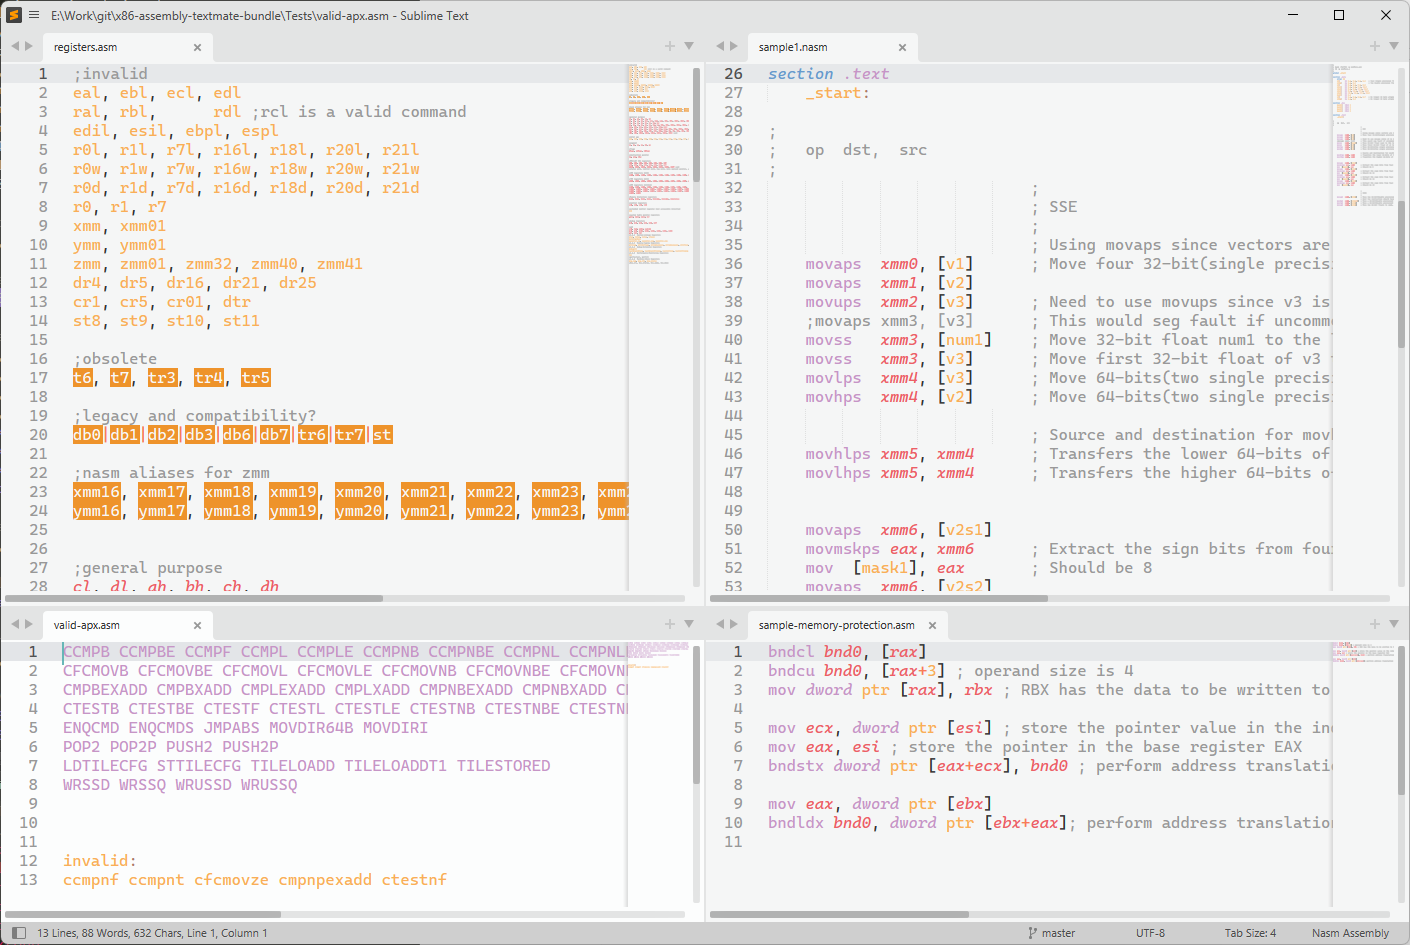 E:\Work\git\x86-assembly-textmate-bundle\Tests\valid-apx.asm - Sublime Text
registers.asm
1 ;invalid
2 eal, ebl, ecl, edl
3 ral, rbl, rdl ;rcl is a valid command
4 edil, esil, ebpl, espl
5 r0l, r1l, r7l, r16l, r18l, r20l, r21l
6 r0w, r1w, r7w, r16w, r18w, r20w, r21w
7 r0d, r1d, r7d, r16d, r18d, r20d, r21d
8 r0, r1, r7
9 xmm, xmm01
10 ymm, ymm01
11 zmm, zmm01, zmm32, zmm40, zmm41
12 dr4, dr5, dr16, dr21, dr25
13 cr1, cr5, cr01, dtr
14 st8, st9, st10, st11
15
16 ;obsolete
17 t6, t7, tr3, tr4, tr5
18
19 ;legacy and compatibility?
20 db0|db1|db2|db3|db6|db7|tr6|tr7|st
21
22 ;nasm aliases for zmm
23 xmm16, xmm17, xmm18, xmm19, xmm20, xmm21, xmm22, xmm23, xmm
24 ymm16, ymm17, ymm18, ymm19, ymm20, ymm21, ymm22, ymm23, ymm
25
26
27 ;general purpose
28 cl, dl, ah, bh, ch, dh
sample1.nasm
26 section .text
27 _start:
28
29 ;
30 ; op dst, src
31 ;
32 ;
33 ; SSE
34 ;
35 ; Using movaps since vectors are
36 movaps xmm0, [v1] ; Move four 32-bit(single precis
37 movaps xmm1, [v2]
38 movups xmm2, [v3] ; Need to use movups since v3 is
39 ;movaps xmm3, [v3] ; This would seg fault if uncomm
40 movss xmm3, [num1] ; Move 32-bit float num1 to the
41 movss xmm3, [v3] ; Move first 32-bit float of v3
42 movlps xmm4, [v3] ; Move 64-bits(two single precis
43 movhps xmm4, [v2] ; Move 64-bits(two single precis
44
45 ; Source and destination for movh
46 movhlps xmm5, xmm4 ; Transfers the lower 64-bits of
47 movlhps xmm5, xmm4 ; Transfers the higher 64-bits o
48
49
50 movaps xmm6, [v2s1]
51 movmskps eax, xmm6 ; Extract the sign bits from fou
52 mov [mask1], eax ; Should be 8
53 movaps xmm6, [v2s2]
valid-apx.asm
1 CCMPB CCMPBE CCMPF CCMPL CCMPLE CCMPNB CCMPNBE CCMPNL CCMPNL
2 CFCMOVB CFCMOVBE CFCMOVL CFCMOVLE CFCMOVNB CFCMOVNBE CFCMOVN
3 CMPBEXADD CMPBXADD CMPLEXADD CMPLXADD CMPNBEXADD CMPNBXADD C
4 CTESTB CTESTBE CTESTF CTESTL CTESTLE CTESTNB CTESTNBE CTESTN
5 ENQCMD ENQCMDS JMPABS MOVDIR64B MOVDIRI
6 POP2 POP2P PUSH2 PUSH2P
7 LDTILECFG STTILECFG TILELOADD TILELOADDT1 TILESTORED
8 WRSSD WRSSQ WRUSSD WRUSSQ
9
10
11
12 invalid:
13 ccmpnf ccmpnt cfcmovze cmpnpexadd ctestnf
sample-memory-protection.asm
1 bndcl bnd0, [rax]
2 bndcu bnd0, [rax+3] ; operand size is 4
3 mov dword ptr [rax], rbx ; RBX has the data to be written to
4
5 mov ecx, dword ptr [esi] ; store the pointer value in the in
6 mov eax, esi ; store the pointer in the base register EAX
7 bndstx dword ptr [eax+ecx], bnd0 ; perform address translati
8
9 mov eax, dword ptr [ebx]
10 bndldx bnd0, dword ptr [ebx+eax]; perform address translation
11
13 Lines, 88 Words, 632 Chars, Line 1, Column 1
master
UTF-8
Tab Size: 4
Nasm Assembly